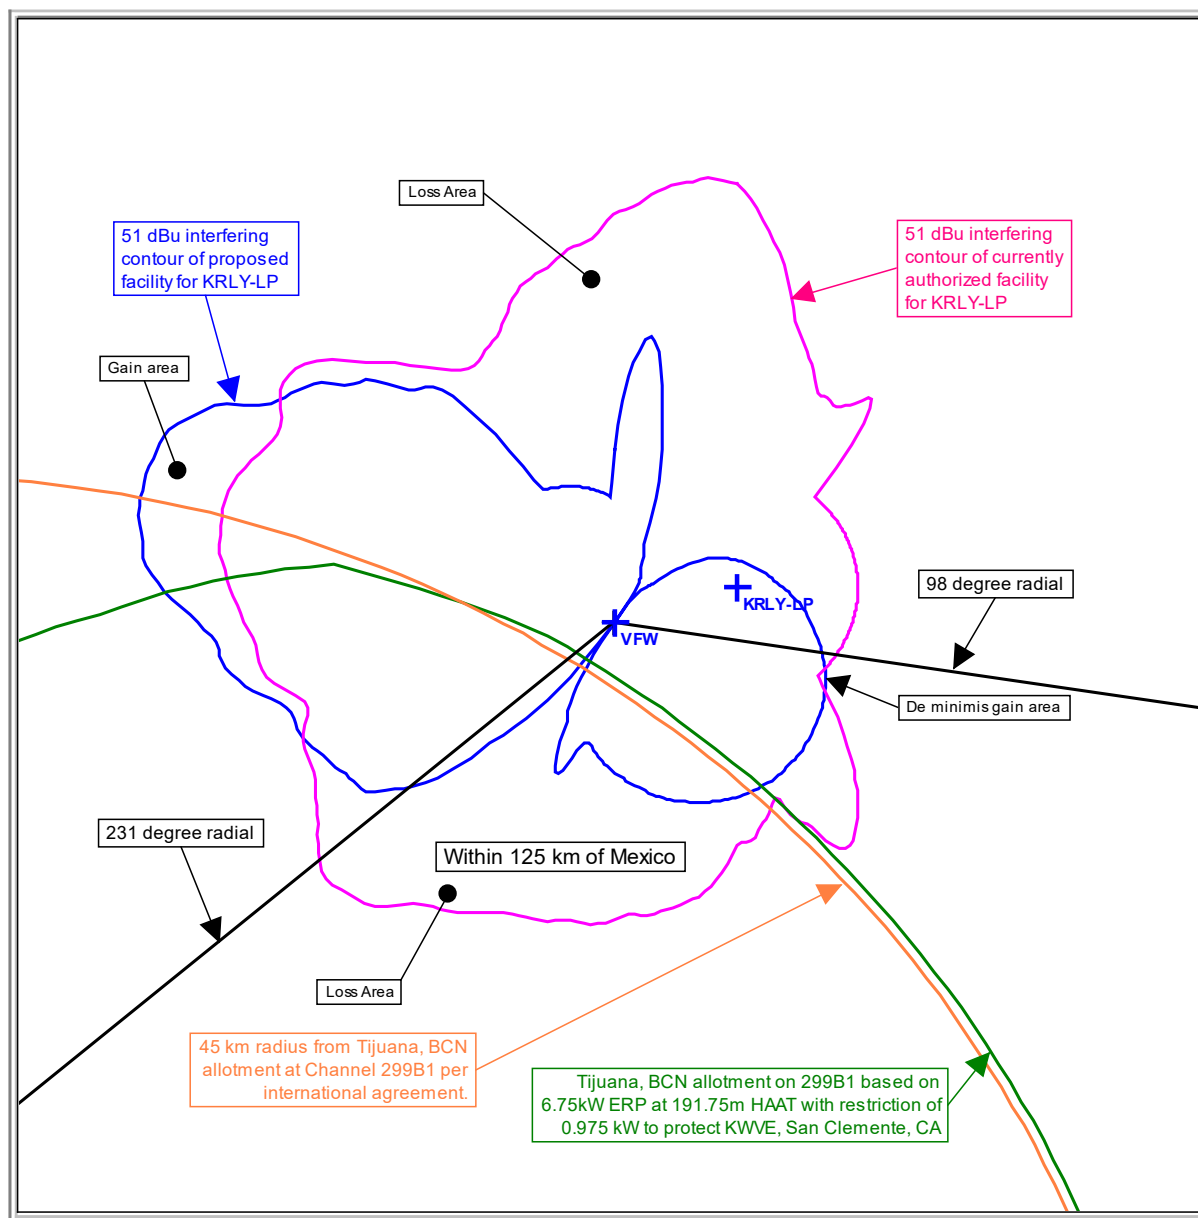 Loss Area
51 dBu interfering
contour of proposed
facility for KRLY-LP
51 dBu interfering
contour of currently
authorized facility
for KRLY-LP
Gain area
98 degree radial
KRLY-LP
VFW
De minimis gain area
231 degree radial
Within 125 km of Mexico
Loss Area
45 km radius from Tijuana, BCN
allotment at Channel 299B1 per
international agreement.
Tijuana, BCN allotment on 299B1 based on
6.75kW ERP at 191.75m HAAT with restriction of
0.975 kW to protect KWVE, San Clemente, CA